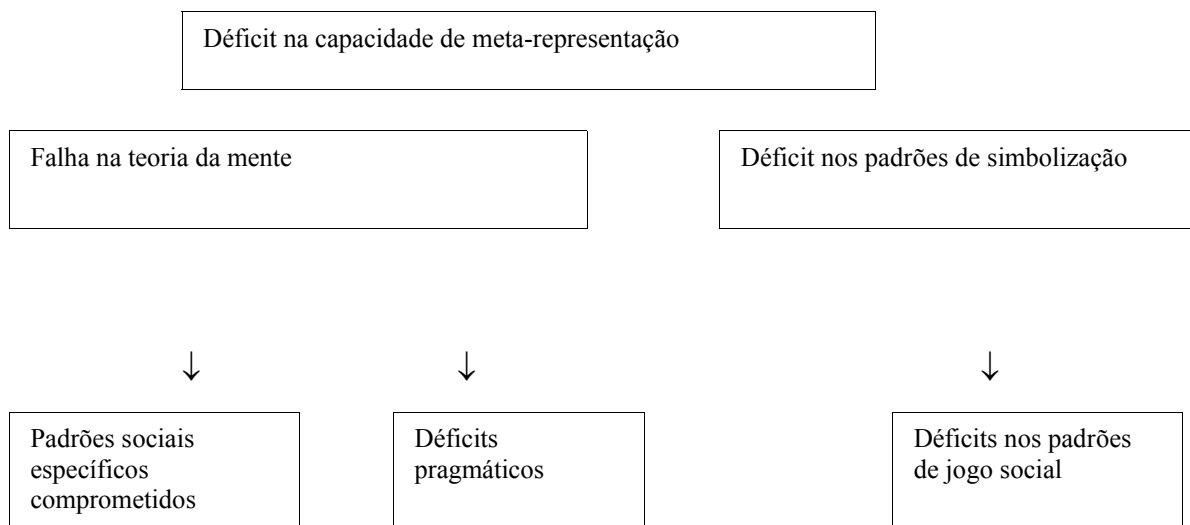 Déficit na capacidade de meta-representação
Falha na teoria da mente
Déficit nos padrões de simbolização
↓
↓
↓
Padrões sociais
específicos
comprometidos
Déficits
pragmáticos
Déficits nos padrões
de jogo social